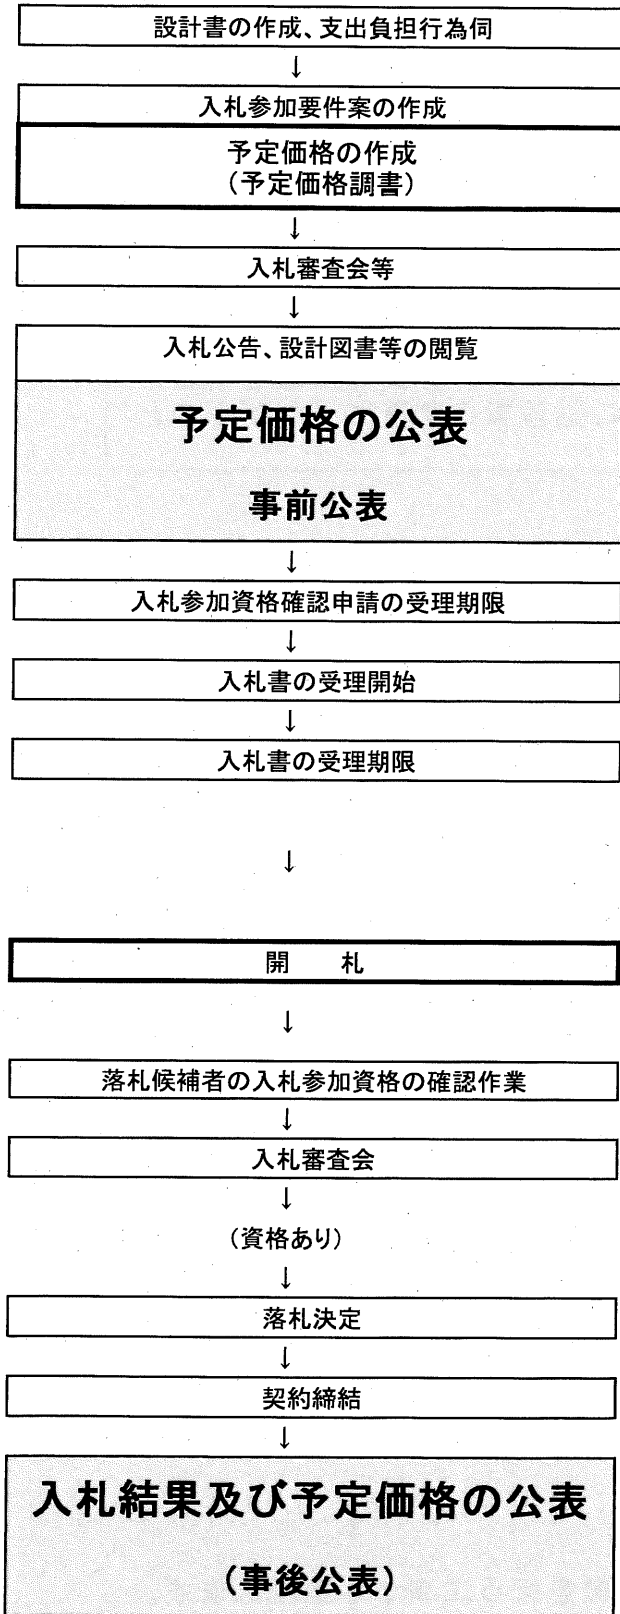 設計書の作成、支出負担行為伺
↓
入札参加要件案の作成
予定価格の作成
(予定価格調書)
↓
入札審査会等
↓
入札公告、設計図書等の閲覧
予定価格の公表
事前公表
↓
入札参加資格確認申請の受理期限
↓
入札書の受理開始
↓
入札書の受理期限
↓
開　　札
↓
落札候補者の入札参加資格の確認作業
↓
入札審査会
↓
(資格あり)
↓
落札決定
↓
契約締結
↓
入札結果及び予定価格の公表
(事後公表)